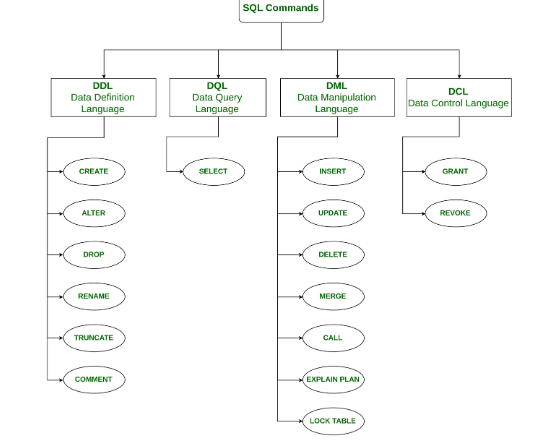 SQL Commands
DDL
Data Definition
Language
DQL
Data Query
Language
DML
Data Manipulation
Language
DCL
Data Control Language
CREATE
ALTER
DROP
RENAME
TRUNCATE
COMMENT
SELECT
INSERT
UPDATE
DELETE
MERGE
CALL
EXPLAIN PLAN
LOCK TABLE
GRANT
REVOKE